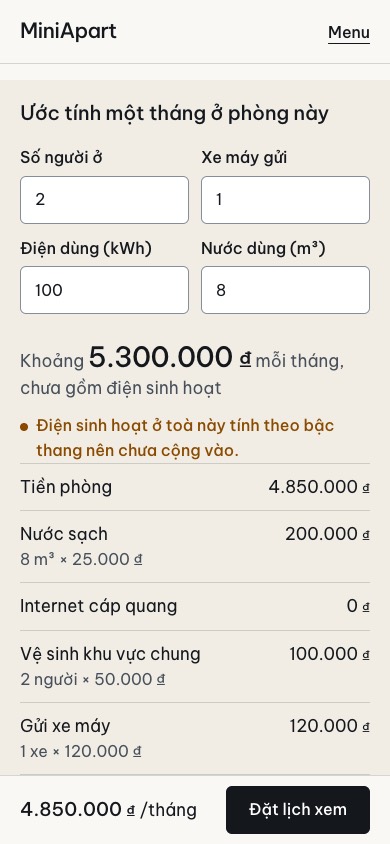 MiniApart
Menu
Ước tính một tháng ở phòng này
Số người ở
Xe máy gửi
2
1
Điện dùng (kWh)
Nước dùng (m³)
100
8
Khoảng 5.300.000 ₫ mỗi tháng,
chưa gồm điện sinh hoạt
Điện sinh hoạt ở toà này tính theo bậc
thang nên chưa cộng vào.
Tiền phòng
4.850.000 ₫
Nước sạch
200.000 ₫
8 m³ × 25.000 ₫
Internet cáp quang
0 ₫
Vệ sinh khu vực chung
100.000 ₫
2 người × 50.000 ₫
Gửi xe máy
120.000 ₫
1 xe × 120.000 ₫
4.850.000 ₫ /tháng
Đặt lịch xem